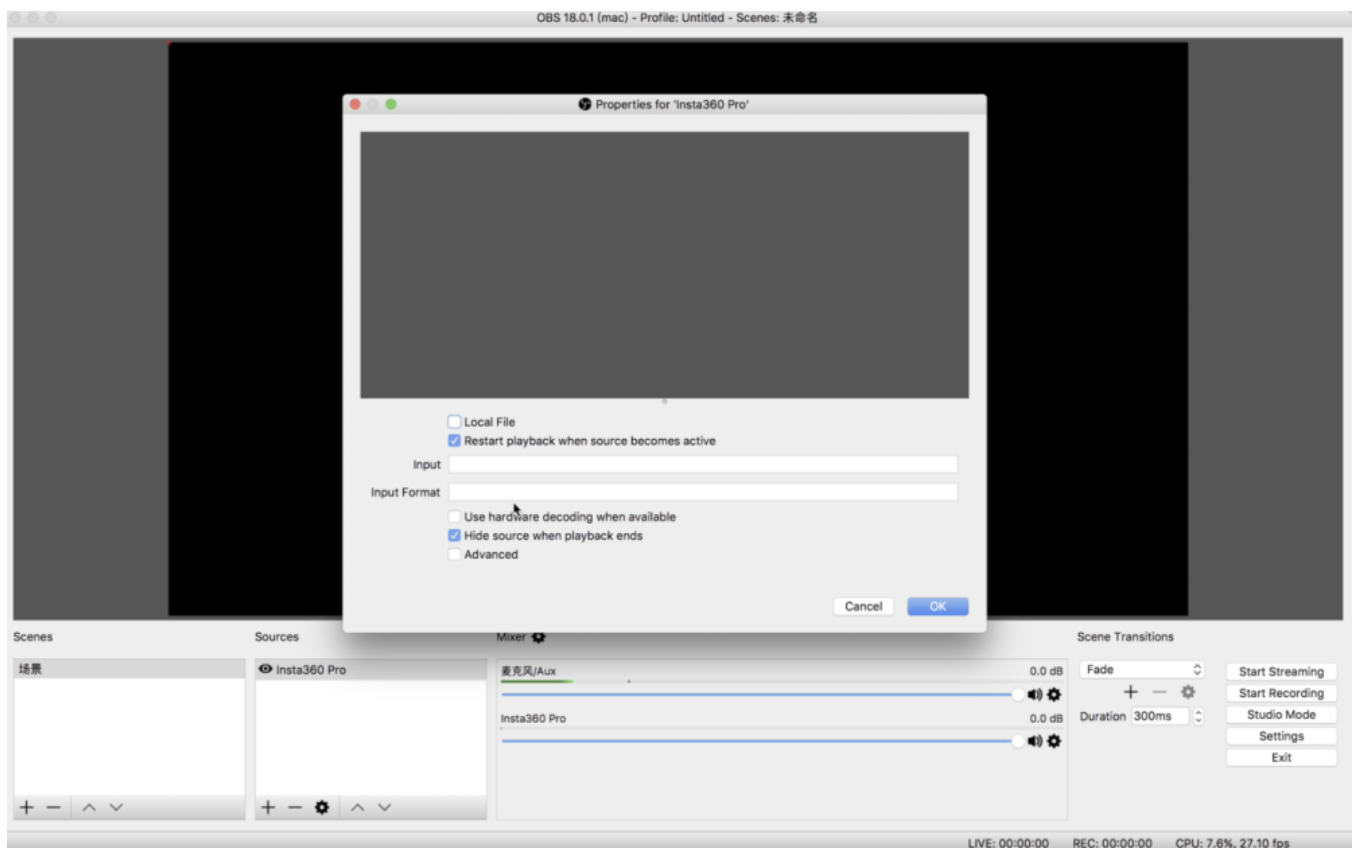 OBS 18.0.1 (mac) - Profile: Untitled - Scenes: 未命名
Properties for 'Insta360 Pro'
Local File
Restart playback when source becomes active
Input
Input Format
Use hardware decoding when available
Hide source when playback ends
Advanced
Cancel OK
Scenes Sources Mixer Scene Transitions
场景 Insta360 Pro 麦克风/Aux 0.0 dB Fade Start Streaming
Start Recording
Insta360 Pro 0.0 dB Duration 300ms Studio Mode
Settings
Exit
LIVE: 00:00:00 REC: 00:00:00 CPU: 7.6%, 27.10 fps